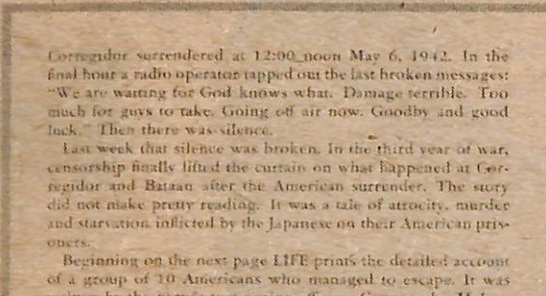 Corregidor surrendered at 12:00 noon May 6, 1942. In the
final hour a radio operator tapped out the last broken messages:
"We are waiting for God knows what. Damage terrible. Too
much for guys to take. Going off air now. Goodby and good
luck." Then there was silence.
Last week that silence was broken. In the third year of war,
censorship finally lifted the curtain on what happened at Cor-
regidor and Bataan after the American surrender. The story
did not make pretty reading. It was a tale of atrocity, murder
and starvation inflicted by the Japanese on their American pris-
oners.
Beginning on the next page LIFE prints the detailed account
of a group of 10 Americans who managed to escape. It was